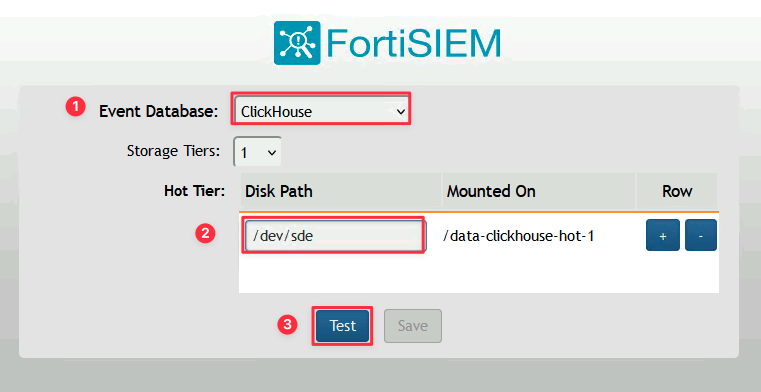 FortiSIEM
1 Event Database: ClickHouse
Storage Tiers: 1
Hot Tier: Disk Path Mounted On Row
2 /dev/sde /data-clickhouse-hot-1 + -
3 Test Save